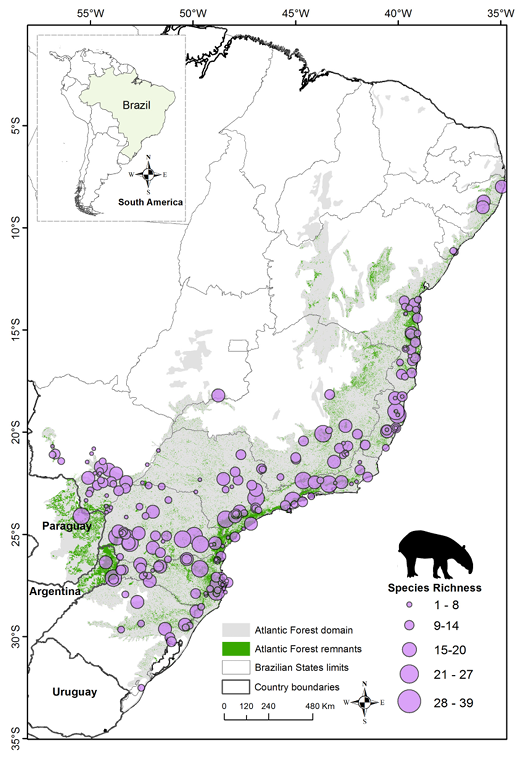 55°W 50°W 45°W 40°W 35°W
5°S
10°S
15°S
20°S
25°S
30°S
35°S
Brazil
N
W E
S
South America
Paraguay
Argentina
Uruguay
Species Richness
1 - 8
9-14
15-20
21 - 27
28 - 39
Atlantic Forest domain
Atlantic Forest remnants
Brazilian States limits
Country boundaries
0 120 240 480 Km
N
W E
S